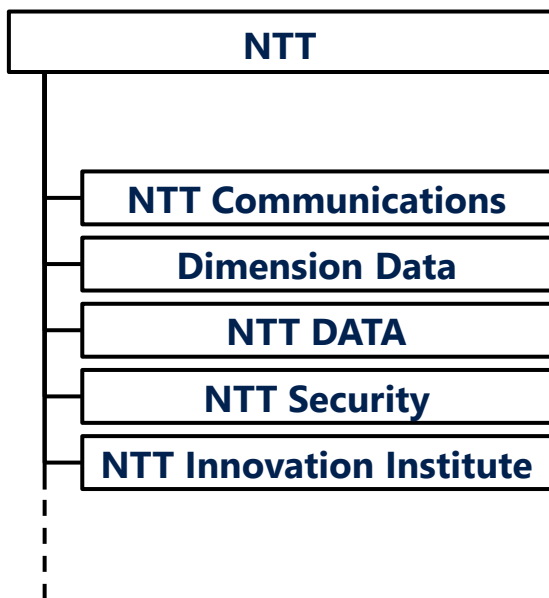 NTT
NTT Communications
Dimension Data
NTT DATA
NTT Security
NTT Innovation Institute